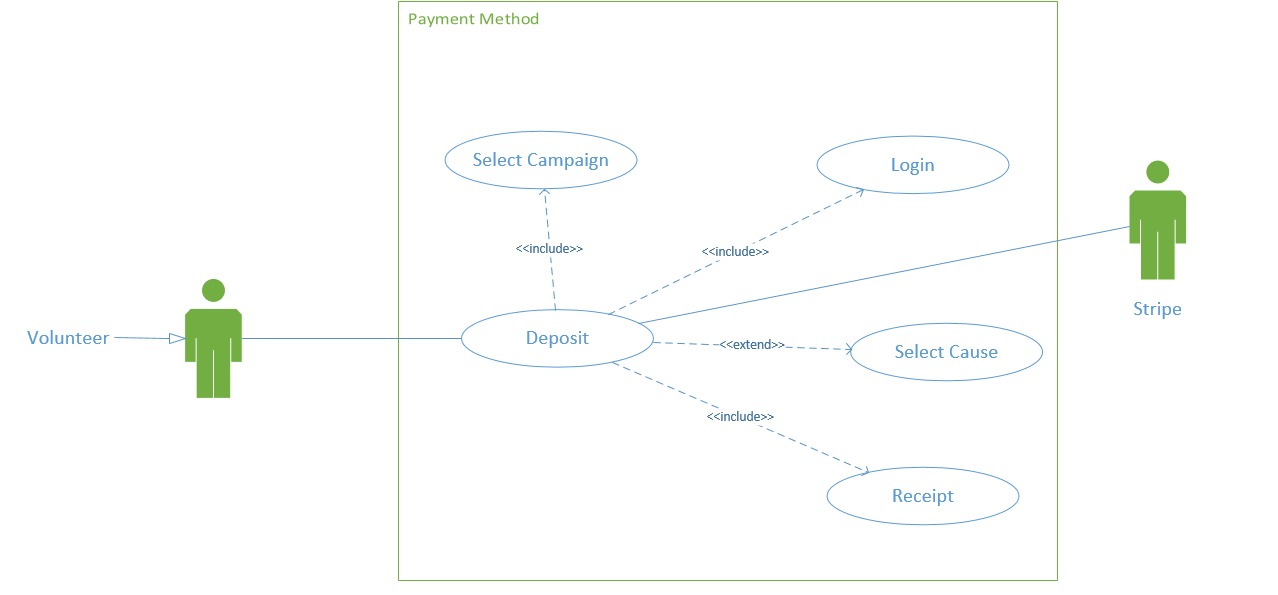 Payment Method
Select Campaign
Login
<<include>>
<<include>>
Stripe
Volunteer
Deposit
<<extend>>
Select Cause
<<include>>
Receipt